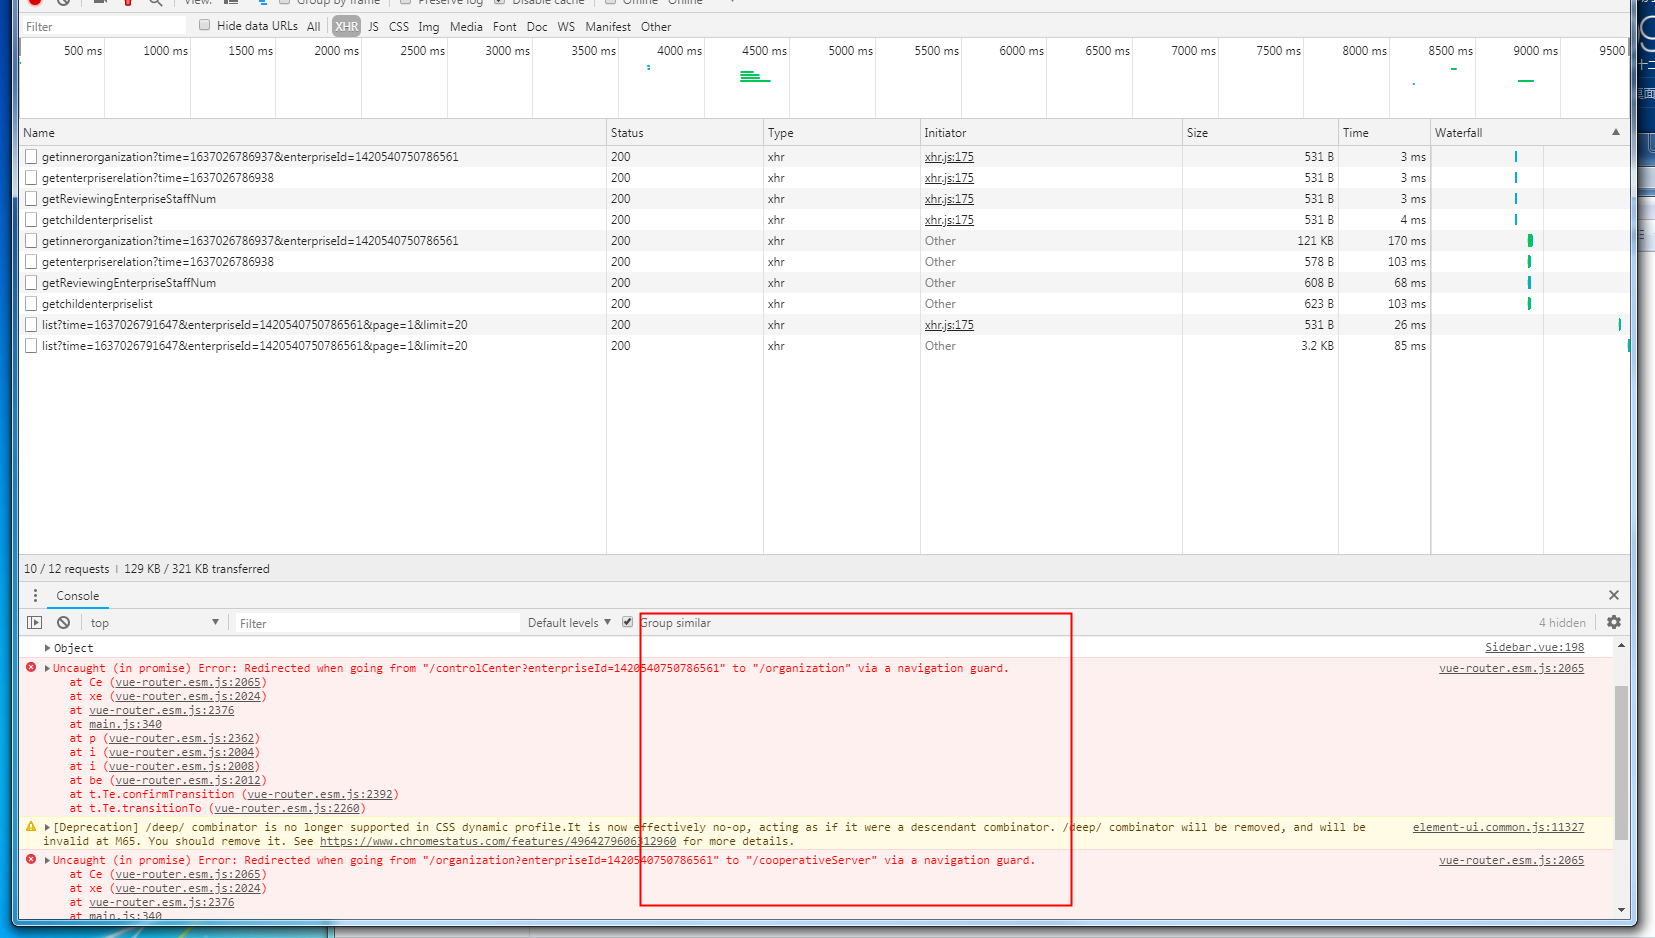 View: Group by frame Preserve log Disable cache Offline Online
Filter Hide data URLs All XHR JS CSS Img Media Font Doc WS Manifest Other
500 ms 1000 ms 1500 ms 2000 ms 2500 ms 3000 ms 3500 ms 4000 ms 4500 ms 5000 ms 5500 ms 6000 ms 6500 ms 7000 ms 7500 ms 8000 ms 8500 ms 9000 ms 9500
Name Status Type Initiator Size Time Waterfall
getinnerorganization?time=1637026786937&enterpriseId=1420540750786561 200 xhr xhr.js:175 531 B 3 ms
getenterpriserelation?time=1637026786938 200 xhr xhr.js:175 531 B 3 ms
getReviewingEnterpriseStaffNum 200 xhr xhr.js:175 531 B 3 ms
getchildenterpriselist 200 xhr xhr.js:175 531 B 4 ms
getinnerorganization?time=1637026786937&enterpriseId=1420540750786561 200 xhr Other 121 KB 170 ms
getenterpriserelation?time=1637026786938 200 xhr Other 578 B 103 ms
getReviewingEnterpriseStaffNum 200 xhr Other 608 B 68 ms
getchildenterpriselist 200 xhr Other 623 B 103 ms
list?time=1637026791647&enterpriseId=1420540750786561&page=1&limit=20 200 xhr xhr.js:175 531 B 26 ms
list?time=1637026791647&enterpriseId=1420540750786561&page=1&limit=20 200 xhr Other 3.2 KB 85 ms
10 / 12 requests | 129 KB / 321 KB transferred
Console
top Filter Default levels Group similar 4 hidden
Object Sidebar.vue:198
Uncaught (in promise) Error: Redirected when going from "/controlCenter?enterpriseId=1420540750786561" to "/organization" via a navigation guard. vue-router.esm.js:2065
at Ce (vue-router.esm.js:2065)
at xe (vue-router.esm.js:2024)
at vue-router.esm.js:2376
at main.js:340
at p (vue-router.esm.js:2362)
at i (vue-router.esm.js:2004)
at i (vue-router.esm.js:2008)
at be (vue-router.esm.js:2012)
at t.Te.confirmTransition (vue-router.esm.js:2392)
at t.Te.transitionTo (vue-router.esm.js:2260)
[Deprecation] /deep/ combinator is no longer supported in CSS dynamic profile.It is now effectively no-op, acting as if it were a descendant combinator. /deep/ combinator will be removed, and will be element-ui.common.js:11327
invalid at M65. You should remove it. See https://www.chromestatus.com/features/4964279606312960 for more details.
Uncaught (in promise) Error: Redirected when going from "/organization?enterpriseId=1420540750786561" to "/cooperativeServer" via a navigation guard. vue-router.esm.js:2065
at Ce (vue-router.esm.js:2065)
at xe (vue-router.esm.js:2024)
at vue-router.esm.js:2376
at main.js:340